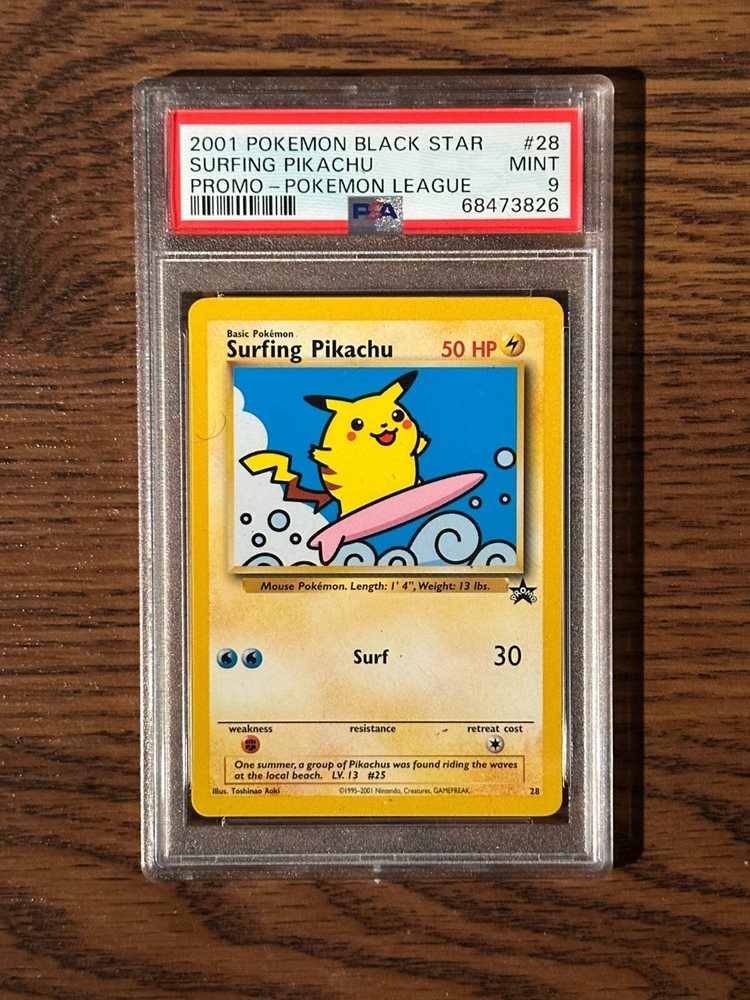 2001 POKEMON BLACK STAR #28
SURFING PIKACHU MINT
PROMO - POKEMON LEAGUE 9
PSA 68473826
Basic Pokémon
Surfing Pikachu 50 HP
Mouse Pokémon. Length: 1' 4", Weight: 13 lbs.
PROMO
Surf 30
weakness resistance retreat cost
One summer, a group of Pikachus was found riding the waves
at the local beach. LV. 13 #25
Illus. Toshinao Aoki ©1995-2001 Nintendo, Creatures, GAMEFREAK. 28